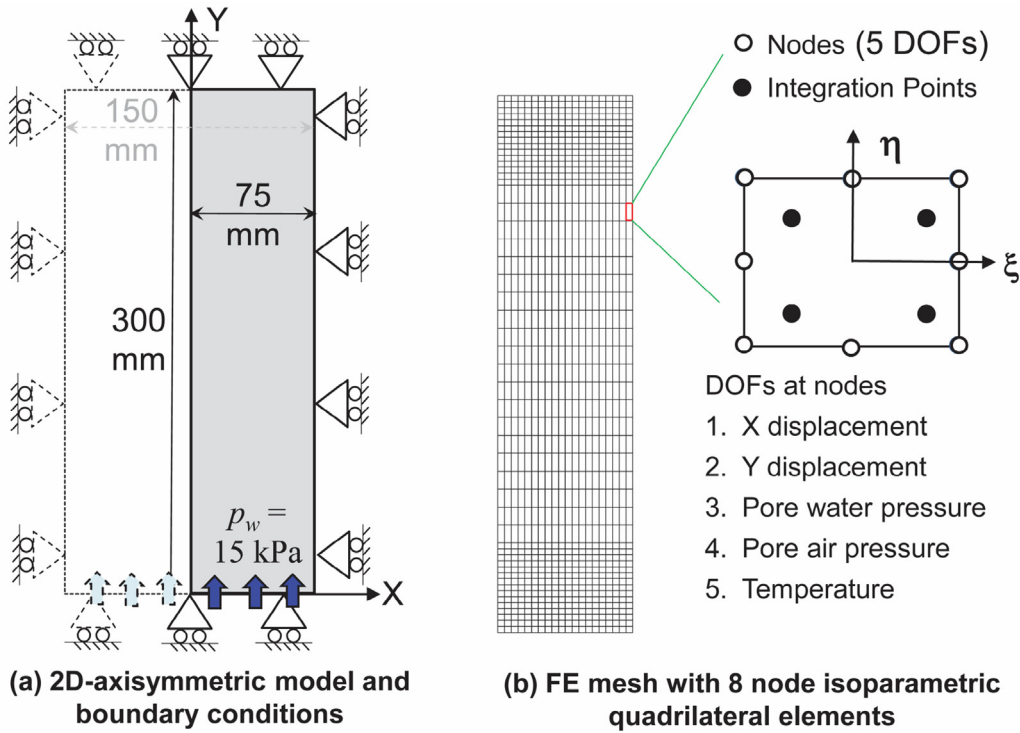 Y
150
mm
75
mm
300
mm
p_w =
15 kPa
X
(a) 2D-axisymmetric model and
boundary conditions
Nodes (5 DOFs)
Integration Points
η
ξ
DOFs at nodes
1. X displacement
2. Y displacement
3. Pore water pressure
4. Pore air pressure
5. Temperature
(b) FE mesh with 8 node isoparametric
quadrilateral elements